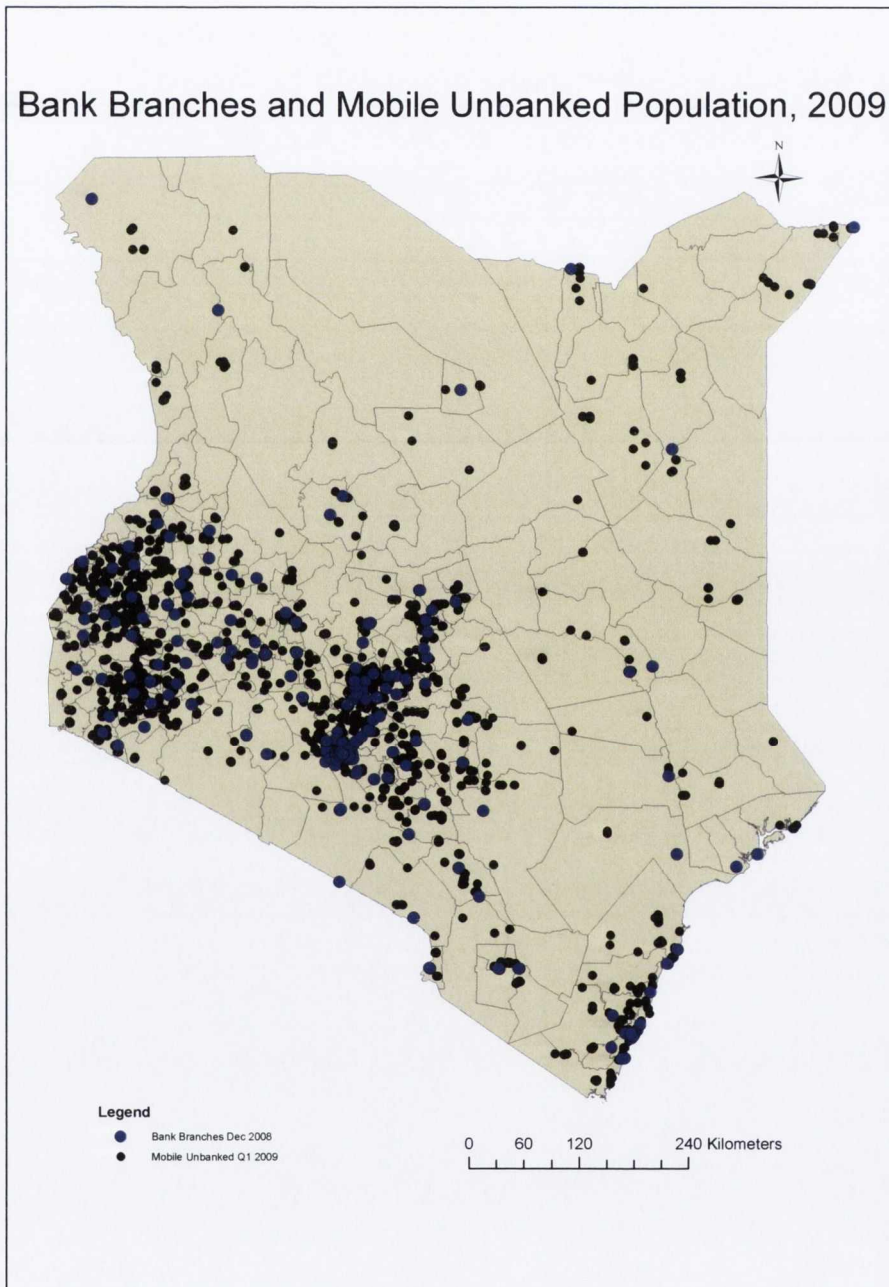 Bank Branches and Mobile Unbanked Population, 2009
N
Legend
Bank Branches Dec 2008
Mobile Unbanked Q1 2009
0 30 60 120 240 Kilometers